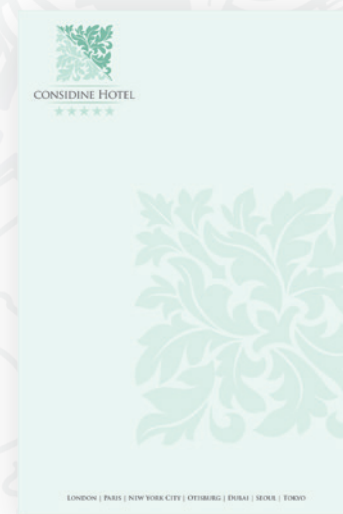 CONSIDINE HOTEL
LONDON | PARIS | NEW YORK CITY | OTISBURG | DUBAI | SEOUL | TOKYO